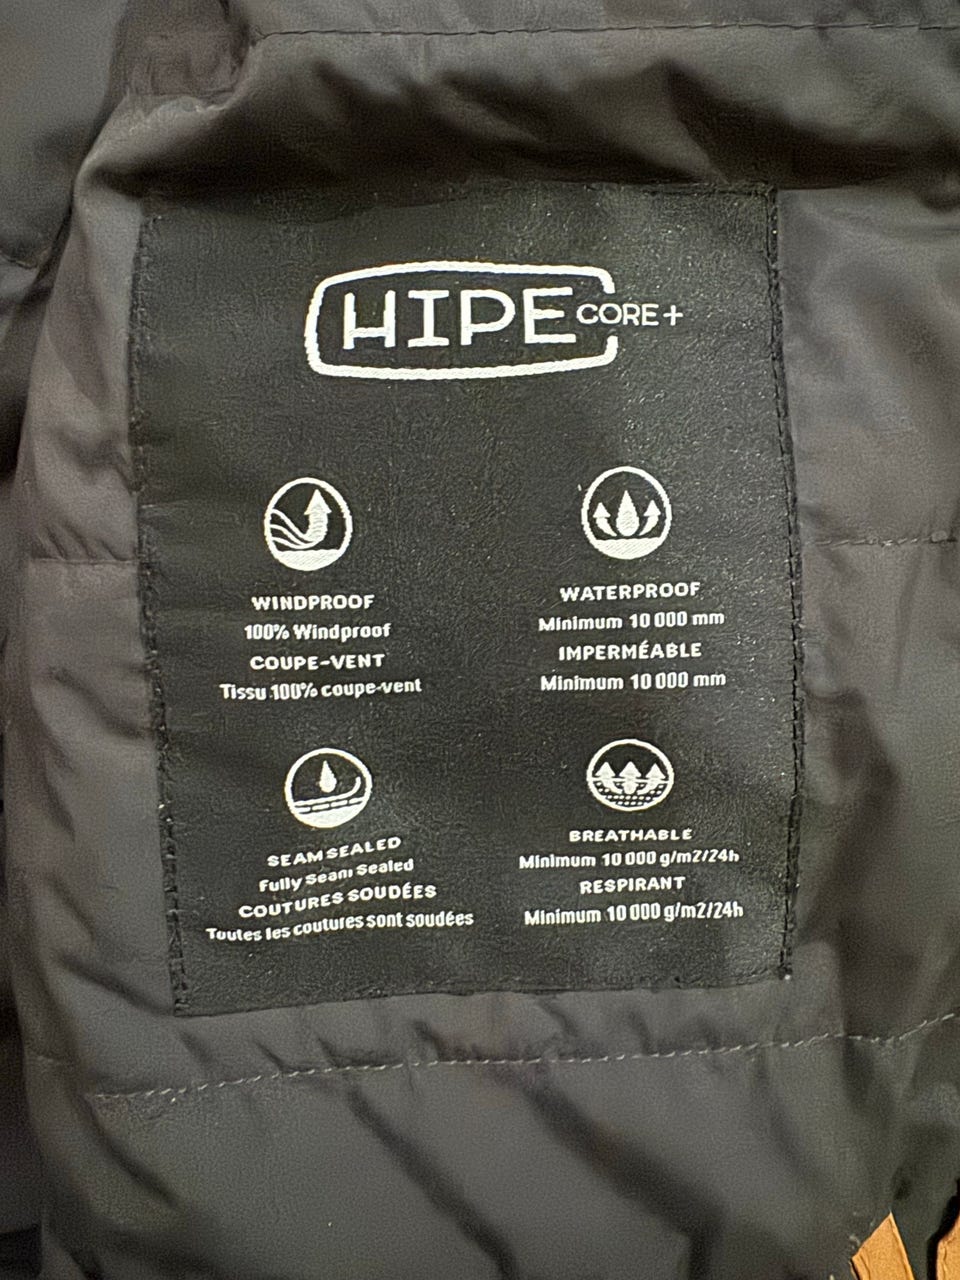 HIPE CORE+
WINDPROOF
100% Windproof
COUPE-VENT
Tissu 100% coupe-vent
WATERPROOF
Minimum 10 000 mm
IMPERMÉABLE
Minimum 10 000 mm
SEAM SEALED
Fully Seam Sealed
COUTURES SOUDÉES
Toutes les coutures sont soudées
BREATHABLE
Minimum 10 000 g/m2/24h
RESPIRANT
Minimum 10 000 g/m2/24h